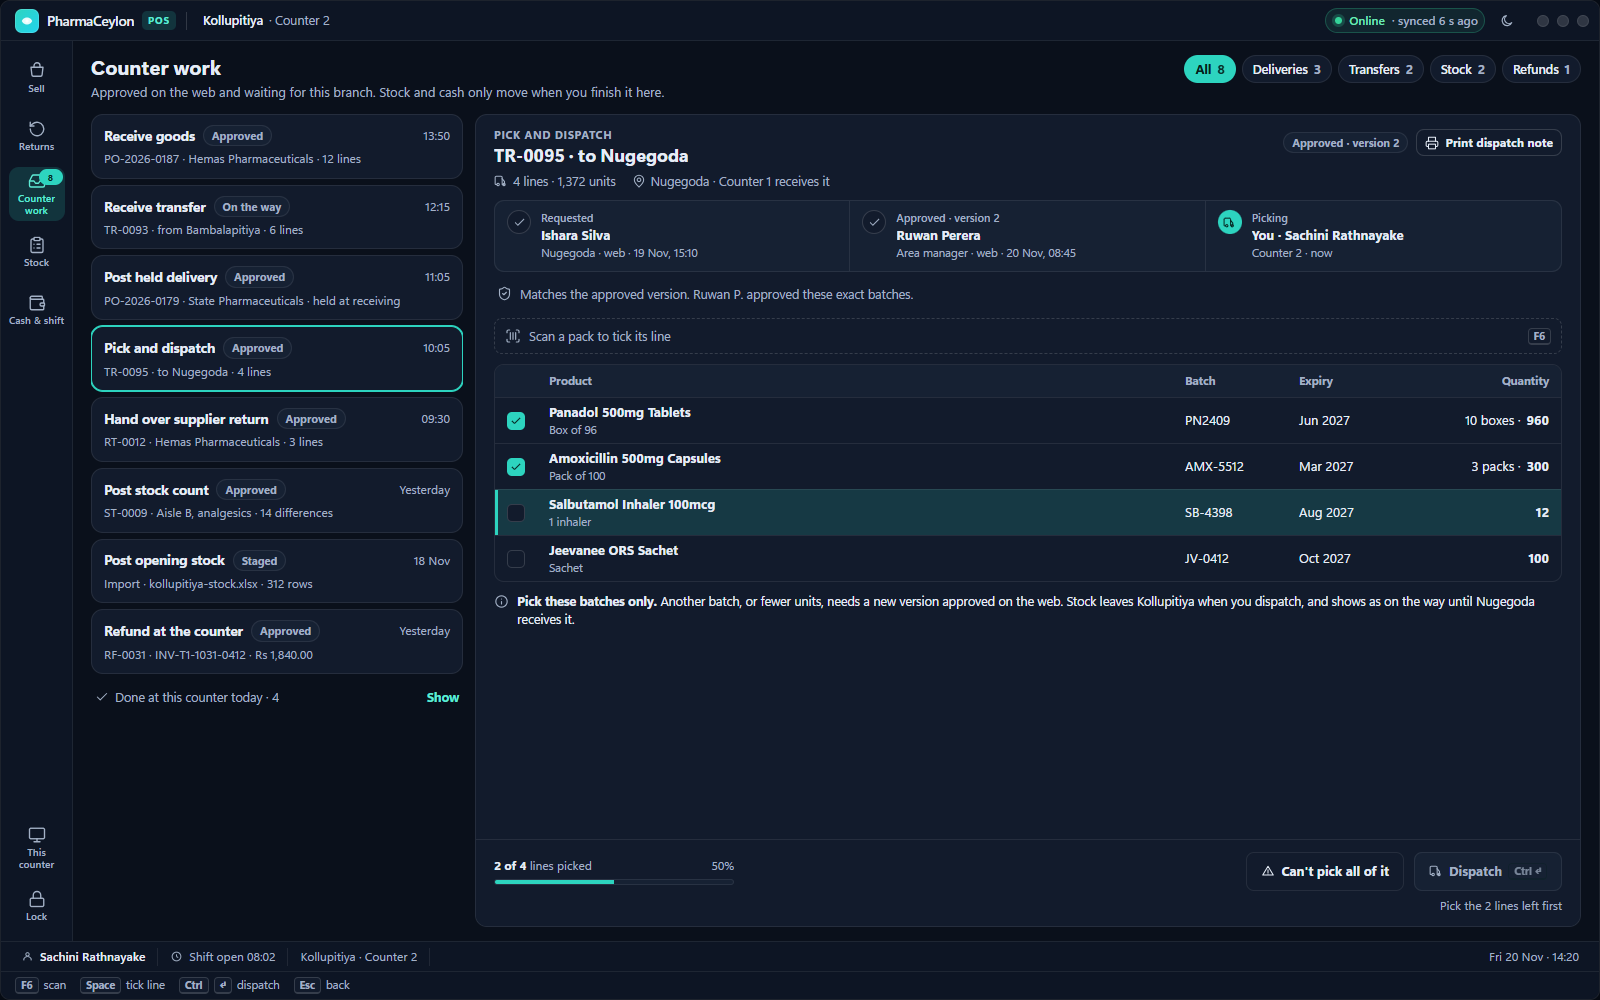 PharmaCeylon POS Kollupitiya · Counter 2
Online · synced 6 s ago
Sell
Returns
8
Counter work
Stock
Cash & shift
This counter
Lock
Counter work
Approved on the web and waiting for this branch. Stock and cash only move when you finish it here.
All 8 Deliveries 3 Transfers 2 Stock 2 Refunds 1
Receive goods Approved 13:50
PO-2026-0187 · Hemas Pharmaceuticals · 12 lines
Receive transfer On the way 12:15
TR-0093 · from Bambalapitiya · 6 lines
Post held delivery Approved 11:05
PO-2026-0179 · State Pharmaceuticals · held at receiving
Pick and dispatch Approved 10:05
TR-0095 · to Nugegoda · 4 lines
Hand over supplier return Approved 09:30
RT-0012 · Hemas Pharmaceuticals · 3 lines
Post stock count Approved Yesterday
ST-0009 · Aisle B, analgesics · 14 differences
Post opening stock Staged 18 Nov
Import · kollupitiya-stock.xlsx · 312 rows
Refund at the counter Approved Yesterday
RF-0031 · INV-T1-1031-0412 · Rs 1,840.00
Done at this counter today · 4 Show
PICK AND DISPATCH
TR-0095 · to Nugegoda
Approved · version 2 Print dispatch note
4 lines · 1,372 units Nugegoda · Counter 1 receives it
Requested
Ishara Silva
Nugegoda · web · 19 Nov, 15:10
Approved · version 2
Ruwan Perera
Area manager · web · 20 Nov, 08:45
Picking
You · Sachini Rathnayake
Counter 2 · now
Matches the approved version. Ruwan P. approved these exact batches.
Scan a pack to tick its line F6
Product Batch Expiry Quantity
Panadol 500mg Tablets PN2409 Jun 2027 10 boxes · 960
Box of 96
Amoxicillin 500mg Capsules AMX-5512 Mar 2027 3 packs · 300
Pack of 100
Salbutamol Inhaler 100mcg SB-4398 Aug 2027 12
1 inhaler
Jeevanee ORS Sachet JV-0412 Oct 2027 100
Sachet
Pick these batches only. Another batch, or fewer units, needs a new version approved on the web. Stock leaves Kollupitiya when you dispatch, and shows as on the way until Nugegoda
receives it.
2 of 4 lines picked 50%
Can't pick all of it Dispatch Ctrl ↵
Pick the 2 lines left first
Sachini Rathnayake Shift open 08:02 Kollupitiya · Counter 2 Fri 20 Nov · 14:20
F6 scan Space tick line Ctrl ↵ dispatch Esc back